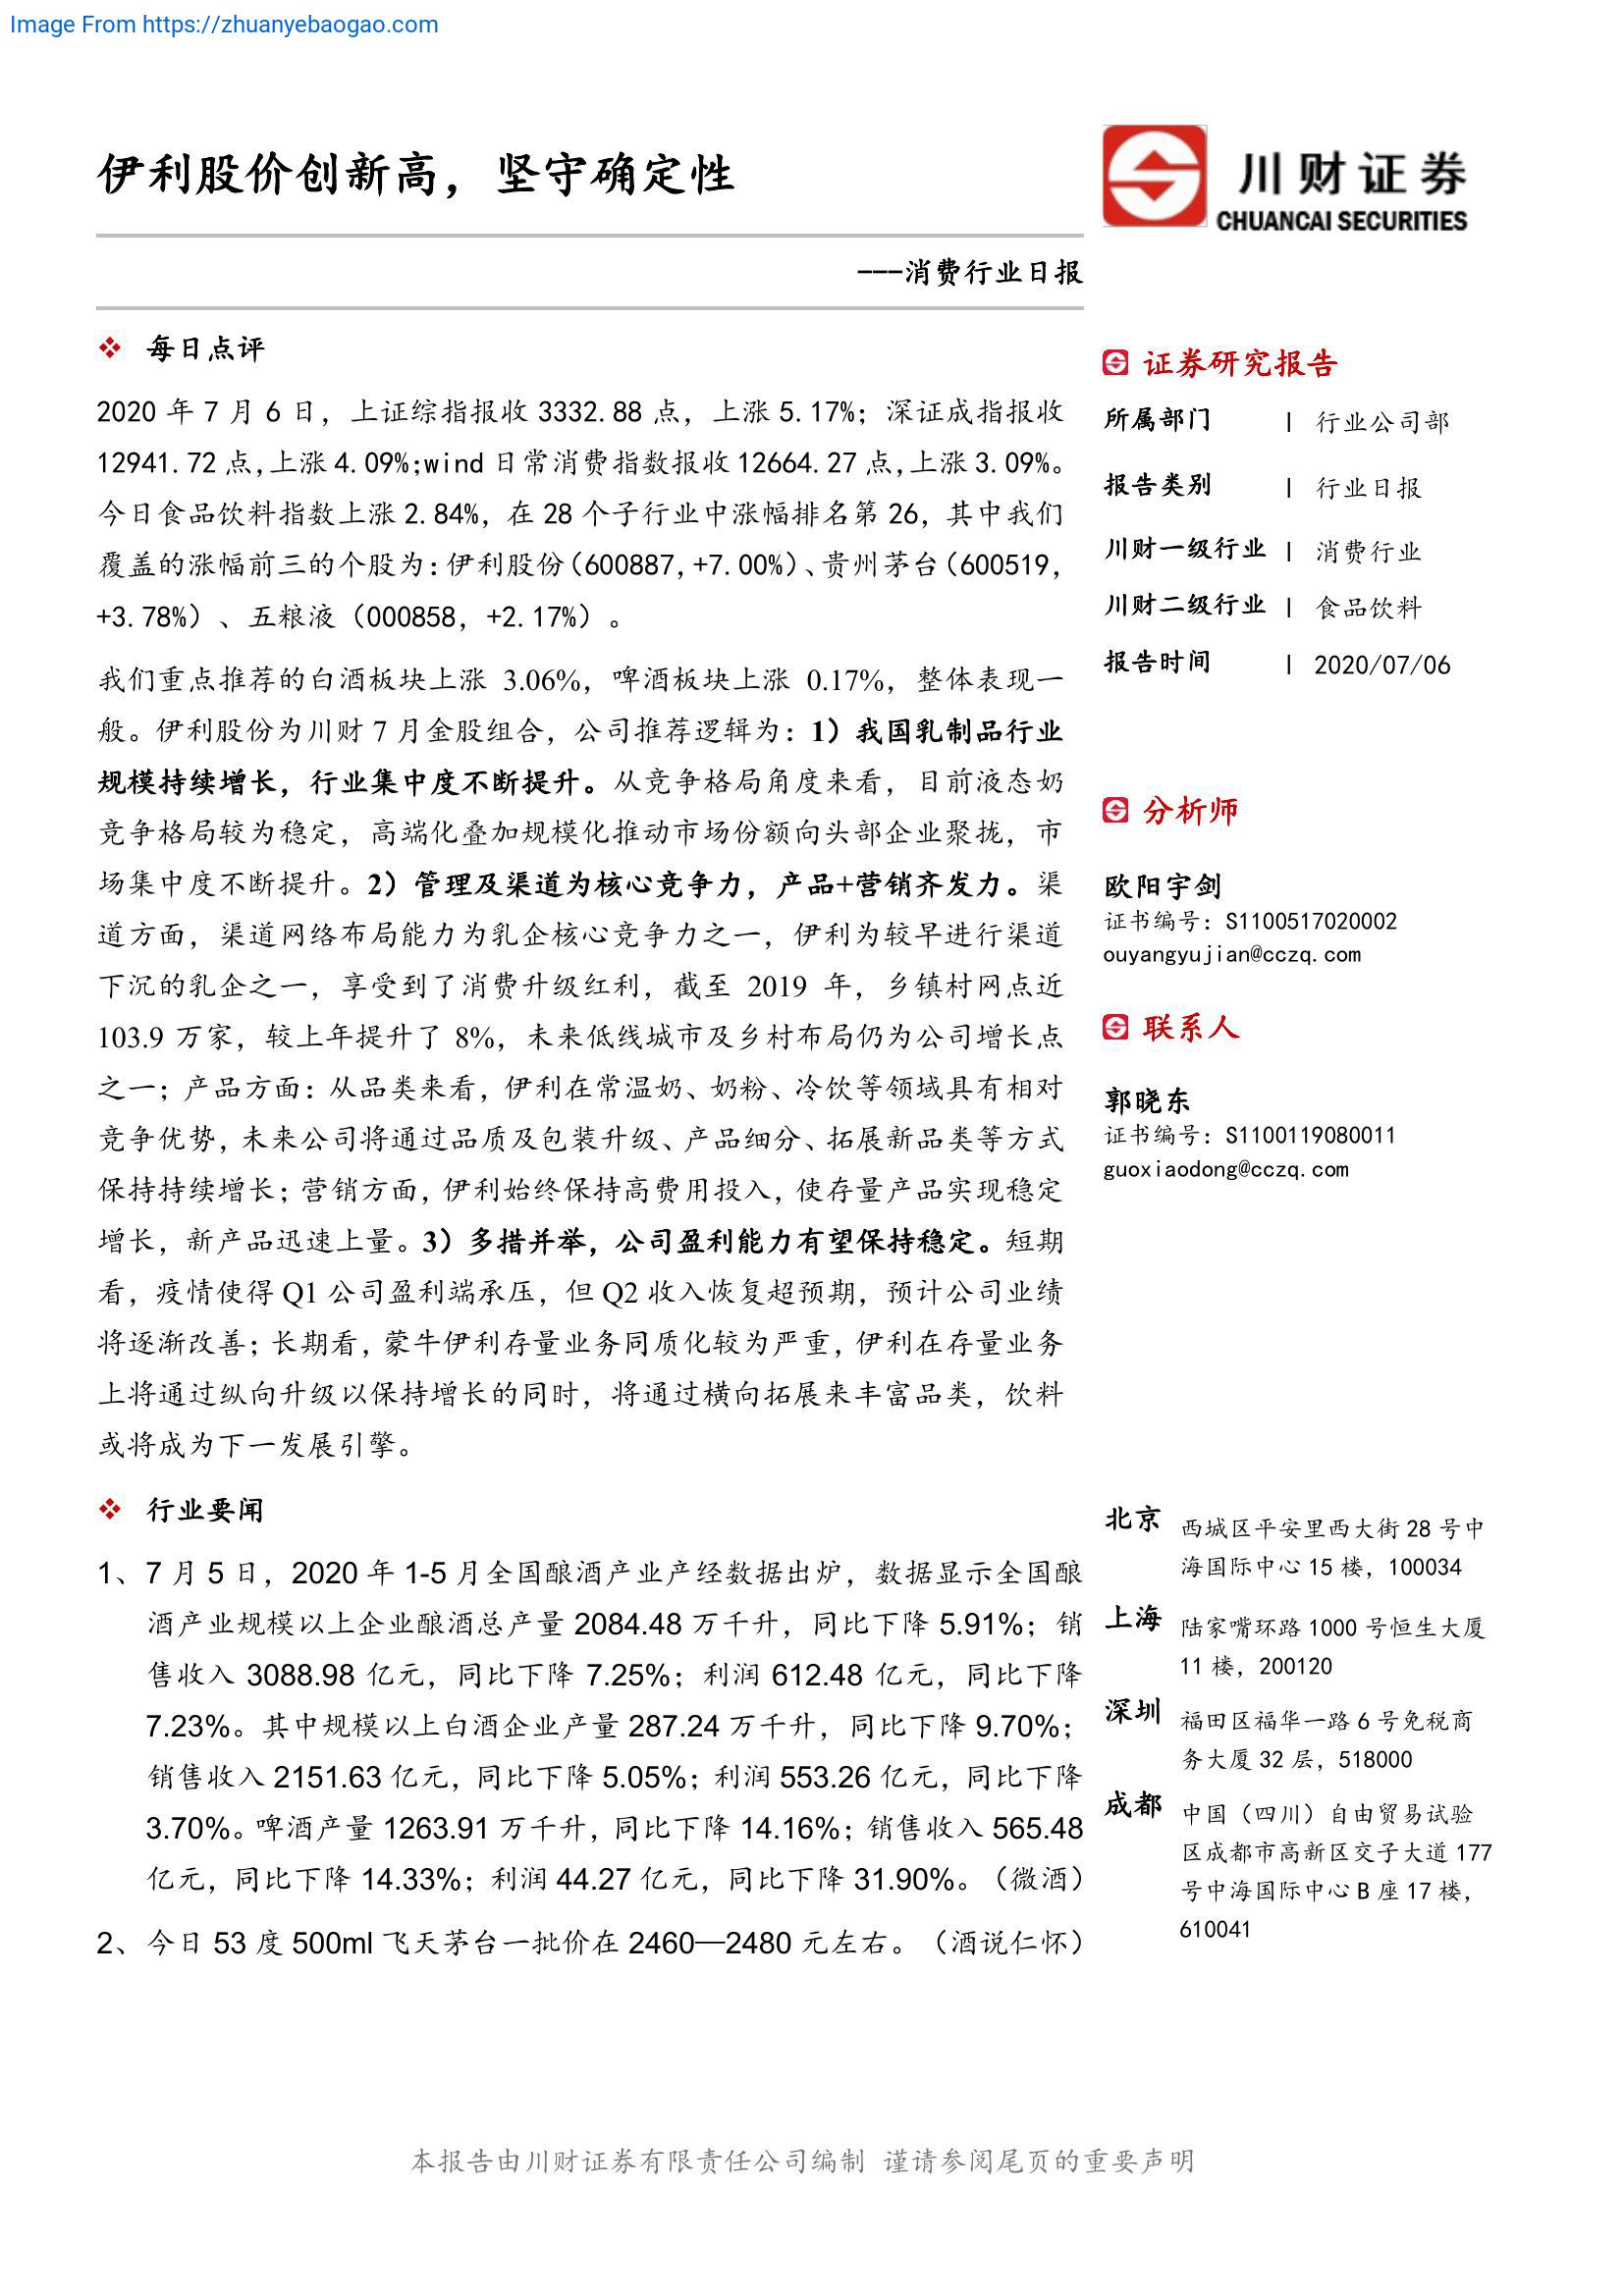 Image From https://zhuanyebaogao.com
伊利股价创新高，坚守确定性
川财证券
CHUANCAI SECURITIES
---消费行业日报
每日点评
2020 年 7 月 6 日，上证综指报收 3332.88 点，上涨 5.17%；深证成指报收
12941.72 点，上涨 4.09%；wind 日常消费指数报收 12664.27 点，上涨 3.09%。
今日食品饮料指数上涨 2.84%，在 28 个子行业中涨幅排名第 26，其中我们
覆盖的涨幅前三的个股为：伊利股份（600887，+7.00%）、贵州茅台（600519，
+3.78%）、五粮液（000858，+2.17%）。
我们重点推荐的白酒板块上涨 3.06%，啤酒板块上涨 0.17%，整体表现一
般。伊利股份为川财 7 月金股组合，公司推荐逻辑为：1）我国乳制品行业
规模持续增长，行业集中度不断提升。从竞争格局角度来看，目前液态奶
竞争格局较为稳定，高端化叠加规模化推动市场份额向头部企业聚拢，市
场集中度不断提升。2）管理及渠道为核心竞争力，产品+营销齐发力。渠
道方面，渠道网络布局能力为乳企核心竞争力之一，伊利为较早进行渠道
下沉的乳企之一，享受到了消费升级红利，截至 2019 年，乡镇村网点近
103.9 万家，较上年提升了 8%，未来低线城市及乡村布局仍为公司增长点
之一；产品方面：从品类来看，伊利在常温奶、奶粉、冷饮等领域具有相对
竞争优势，未来公司将通过品质及包装升级、产品细分、拓展新品类等方式
保持持续增长；营销方面，伊利始终保持高费用投入，使存量产品实现稳定
增长，新产品迅速上量。3）多措并举，公司盈利能力有望保持稳定。短期
看，疫情使得 Q1 公司盈利端承压，但 Q2 收入恢复超预期，预计公司业绩
将逐渐改善；长期看，蒙牛伊利存量业务同质化较为严重，伊利在存量业务
上将通过纵向升级以保持增长的同时，将通过横向拓展来丰富品类，饮料
或将成为下一发展引擎。
行业要闻
1、7 月 5 日，2020 年 1-5 月全国酿酒产业产经数据出炉，数据显示全国酿
酒产业规模以上企业酿酒总产量 2084.48 万千升，同比下降 5.91%；销
售收入 3088.98 亿元，同比下降 7.25%；利润 612.48 亿元，同比下降
7.23%。其中规模以上白酒企业产量 287.24 万千升，同比下降 9.70%；
销售收入 2151.63 亿元，同比下降 5.05%；利润 553.26 亿元，同比下降
3.70%。啤酒产量 1263.91 万千升，同比下降 14.16%；销售收入 565.48
亿元，同比下降 14.33%；利润 44.27 亿元，同比下降 31.90%。（微酒）
2、今日 53 度 500ml 飞天茅台一批价在 2460—2480 元左右。（酒说仁怀）
证券研究报告
所属部门 | 行业公司部
报告类别 | 行业日报
川财一级行业 | 消费行业
川财二级行业 | 食品饮料
报告时间 | 2020/07/06
分析师
欧阳宇剑
证书编号：S1100517020002
ouyangyujian@cczq.com
联系人
郭晓东
证书编号：S1100119080011
guoxiaodong@cczq.com
北京 西城区平安里西大街 28 号中
海国际中心 15 楼，100034
上海 陆家嘴环路 1000 号恒生大厦
11 楼，200120
深圳 福田区福华一路 6 号免税商
务大厦 32 层，518000
成都 中国（四川）自由贸易试验
区成都市高新区交子大道 177
号中海国际中心 B 座 17 楼，
610041
本报告由川财证券有限责任公司编制 谨请参阅尾页的重要声明